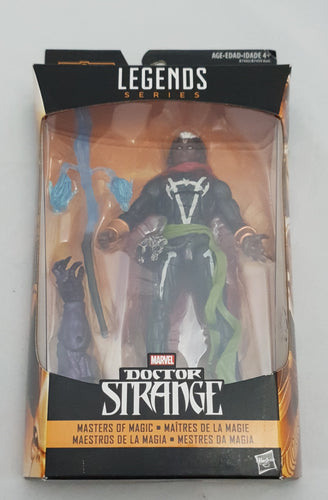 AGE•EDAD•IDADE 4+
LEGENDS
SERIES
MARVEL
DOCTOR
STRANGE
MASTERS OF MAGIC ▪ MAÎTRES DE LA MAGIE
MAESTROS DE LA MAGIA ▪ MESTRES DA MAGIA
Hasbro